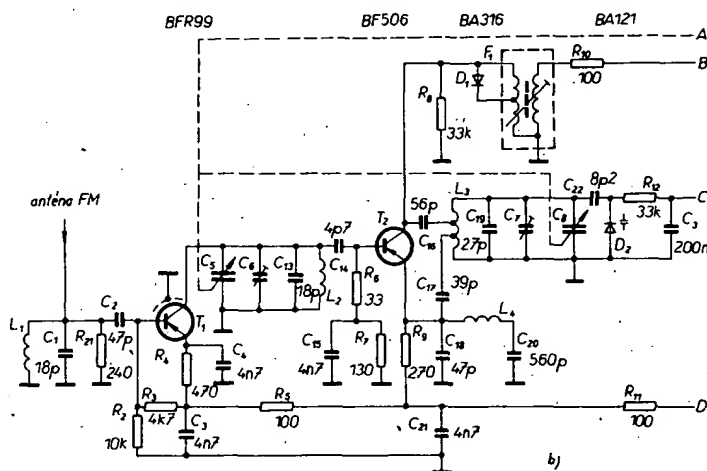 BFR99 BF506 BA316 BA121
A
B
F₁
R₁₀
100
D₁
R₈
33k
anténa FM
L₃
C₂₂
8p2
R₁₂
33k
C
56p
T₂
4p7
C₁₆
C₁₉
27p
C₇
C₈
D₂
C₃
200n
C₅
C₆
C₁₃
18p
C₁₄
L₂
R₆
33
C₁₇
39p
C₂
47p
T₁
L₁
C₁
18p
R₂₁
240
R₄
470
C₄
4n7
C₁₅
4n7
R₇
130
R₉
270
C₁₈
47p
L₄
C₂₀
560p
R₃
4k7
R₂
10k
C₃
4n7
R₅
100
C₂₁
4n7
R₁₁
100
D
b)